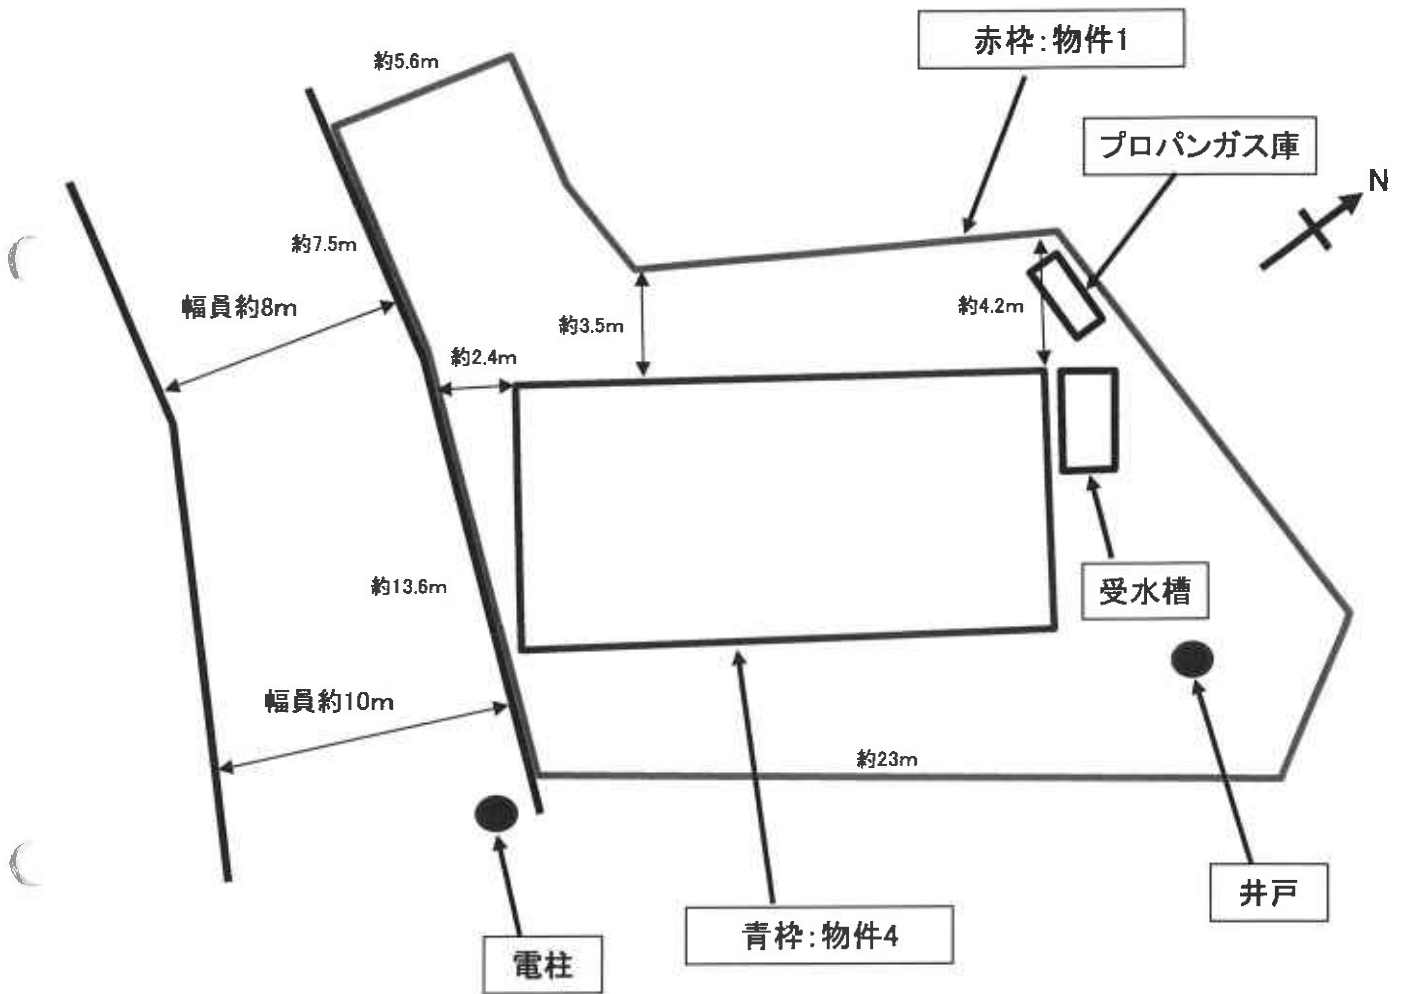 赤枠:物件1
約5.6m
プロパンガス庫
N
約7.5m
幅員約8m
約3.5m
約4.2m
約2.4m
約13.6m
受水槽
幅員約10m
約23m
井戸
青枠:物件4
電柱